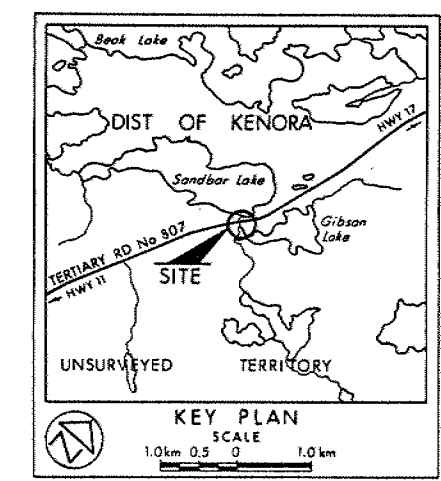 Beak Lake
DIST OF KENORA
HWY 17
Sandbar Lake
Gibson
Lake
TERTIARY RD No 807
HWY 11
SITE
UNSURVEYED TERRITORY
N
KEY PLAN
SCALE
1.0km 0.5 0 1.0km